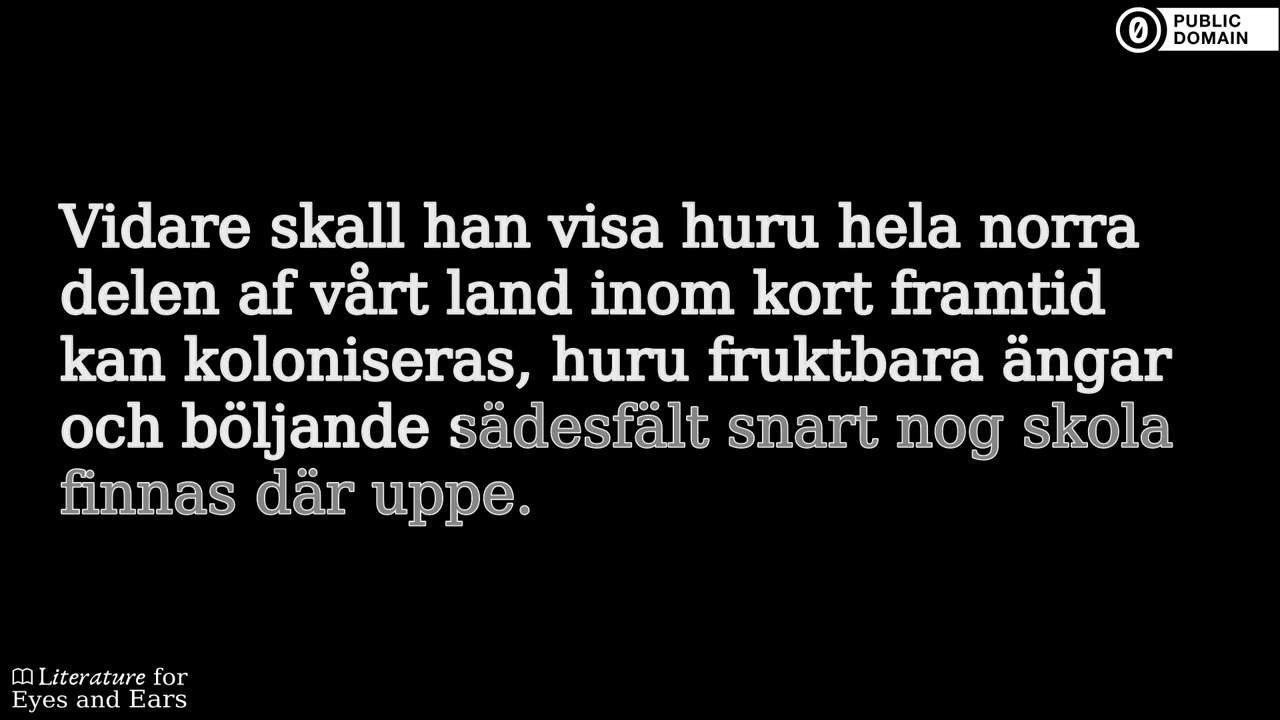 PUBLIC
DOMAIN
Vidare skall han visa huru hela norra
delen af vårt land inom kort framtid
kan koloniseras, huru fruktbara ängar
och böljande sädesfält snart nog skola
finnas där uppe.
Literature for
Eyes and Ears